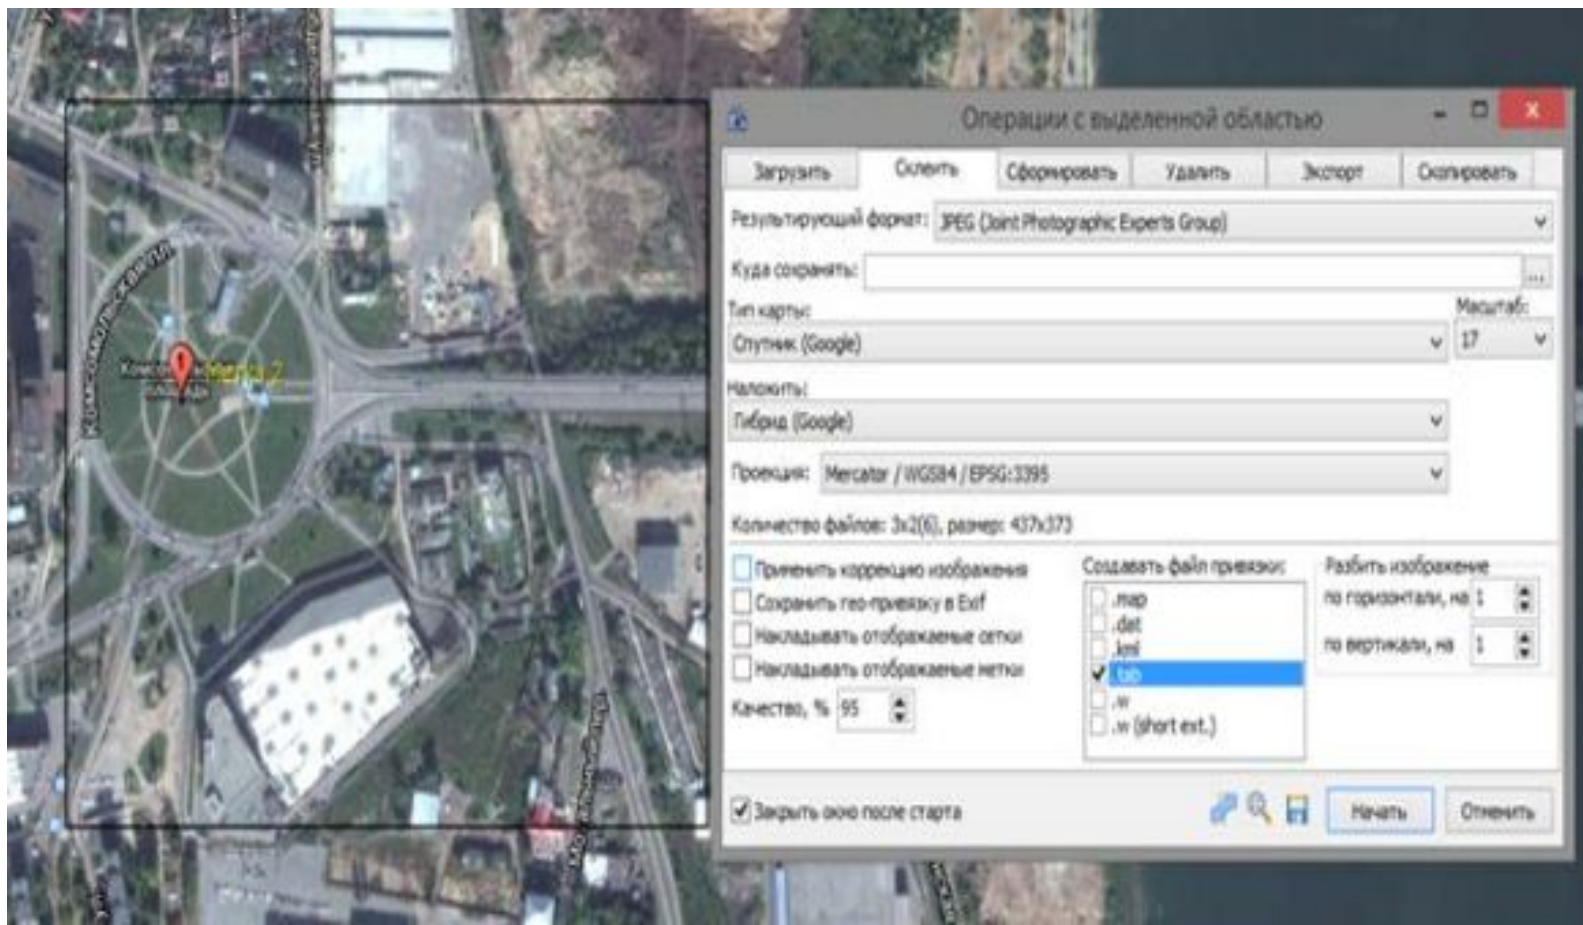 Операции с выделенной областью
Загрузить Склеить Сформировать Удалить Экспорт Скопировать
Результирующий формат: JPEG (Joint Photographic Experts Group)
Куда сохранять: ...
Тип карты: Масштаб:
Спутник (Google) 17
Наложить:
Гибрид (Google)
Проекция: Mercator / WGS84 / EPSG:3395
Количество файлов: 3x2(6), размер: 437x373
Применить коррекцию изображения
Сохранить гео-привязку в Exif
Накладывать отображаемые сетки
Накладывать отображаемые метки
Качество, % 95
Создавать файл привязки:
.map
.dat
.kml
.tab
.w
.w (short ext.)
Разбить изображение
по горизонтали, на 1
по вертикали, на 1
Закрыть окно после старта
Начать Отменить
Комсомольская пл.
площадь